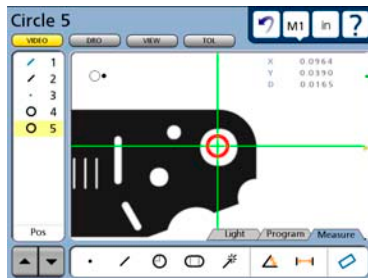 Circle 5
M1 in ?
VIDEO DRO VIEW TOL
1
2
3
4
5
X 0.0964
Y 0.0390
D 0.0165
Pos
Light Program Measure